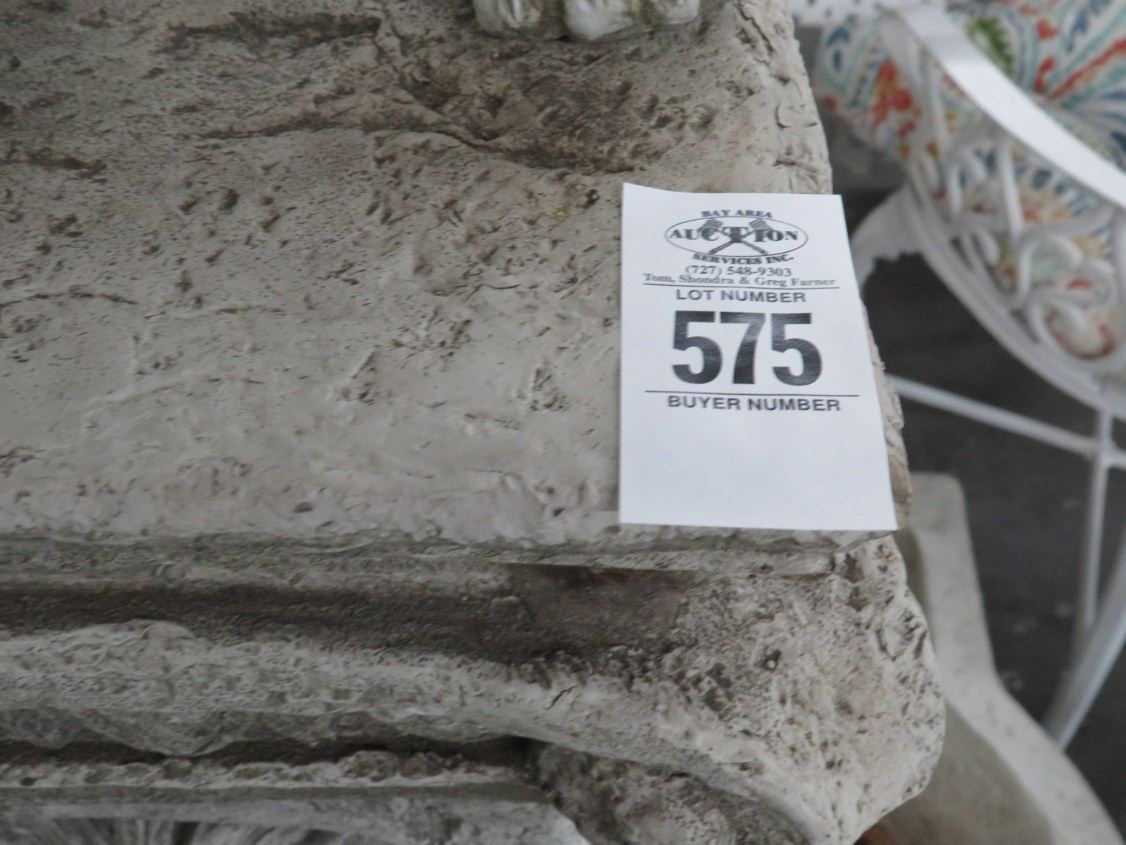 BAY AREA
AUCTION
SERVICES INC.
(727) 548-9303
Tom, Shondra & Greg Farner
LOT NUMBER
575
BUYER NUMBER